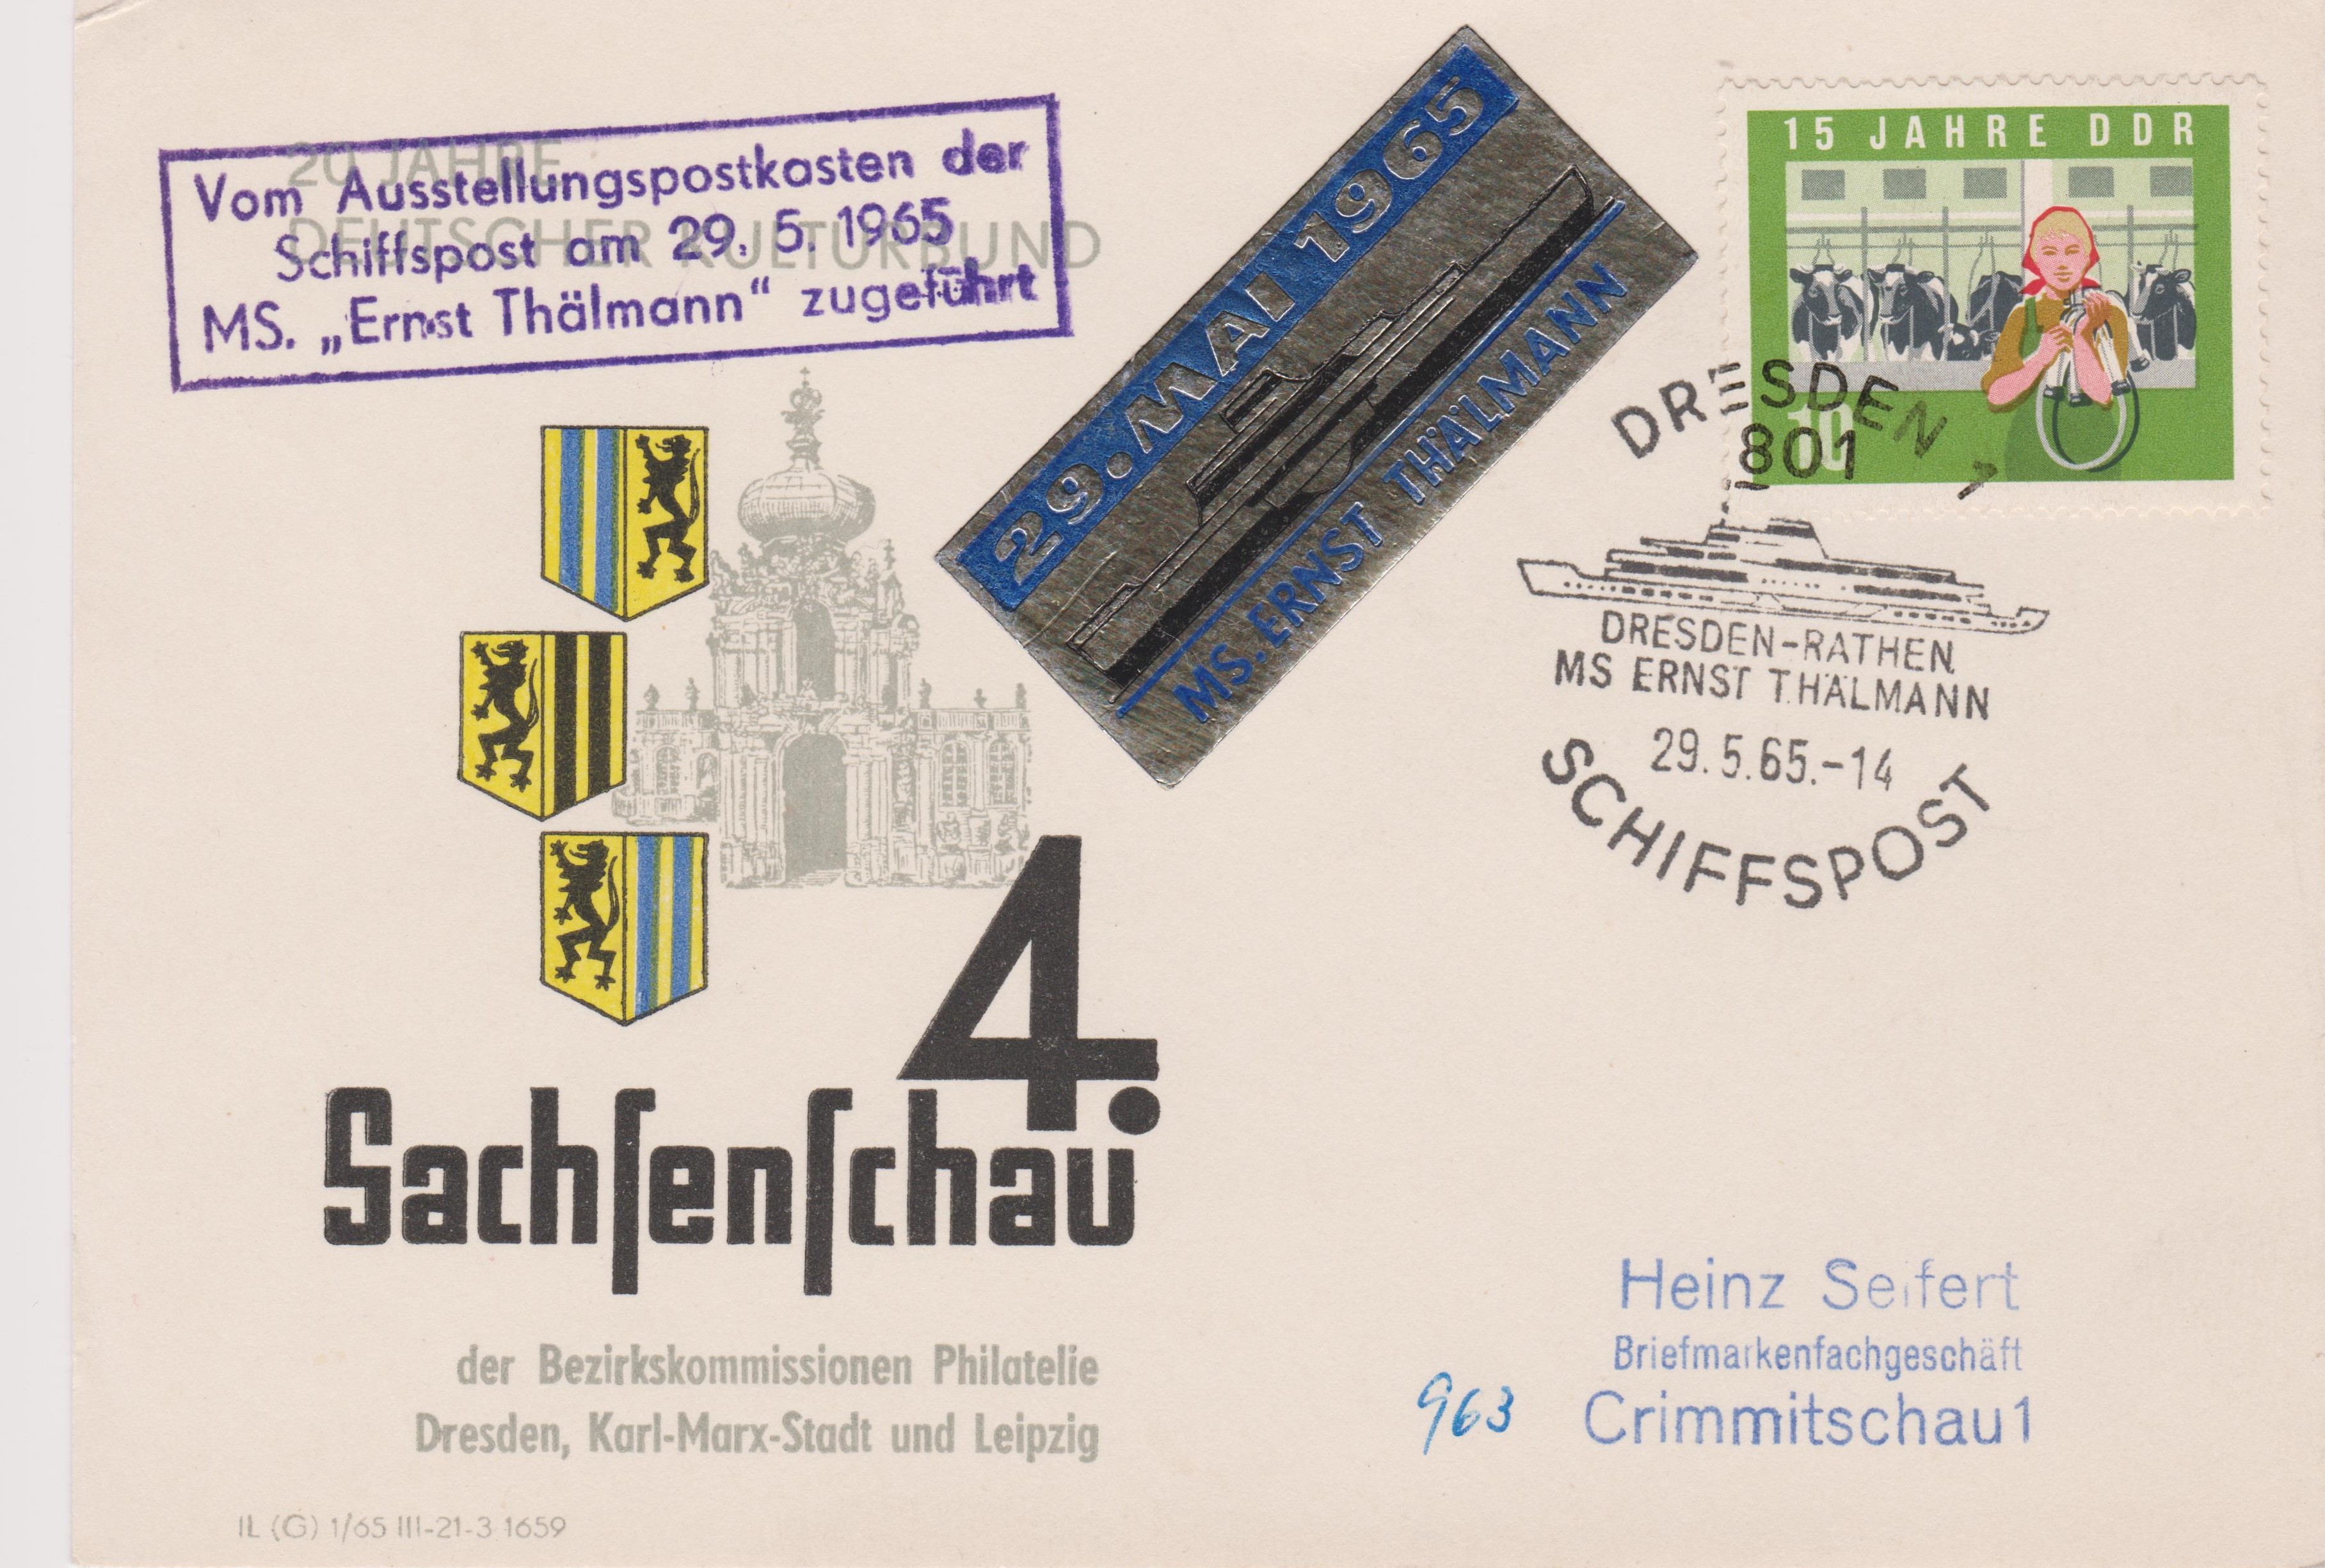 20 JAHRE
DEUTSCHER KULTURBUND
Vom Ausstellungspostkasten der
Schiffspost am 29. 5. 1965
MS. „Ernst Thälmann“ zugeführt
29. MAI 1965
MS. ERNST THÄLMANN
15 JAHRE DDR
10
DRESDEN 1
801
DRESDEN-RATHEN
MS ERNST THÄLMANN
29.5.65.-14
SCHIFFSPOST
4.
Sachſenſchau
der Bezirkskommissionen Philatelie
Dresden, Karl-Marx-Stadt und Leipzig
Heinz Seifert
Briefmarkenfachgeschäft
963 Crimmitschau 1
IL (G) 1/65 III-21-3 1659